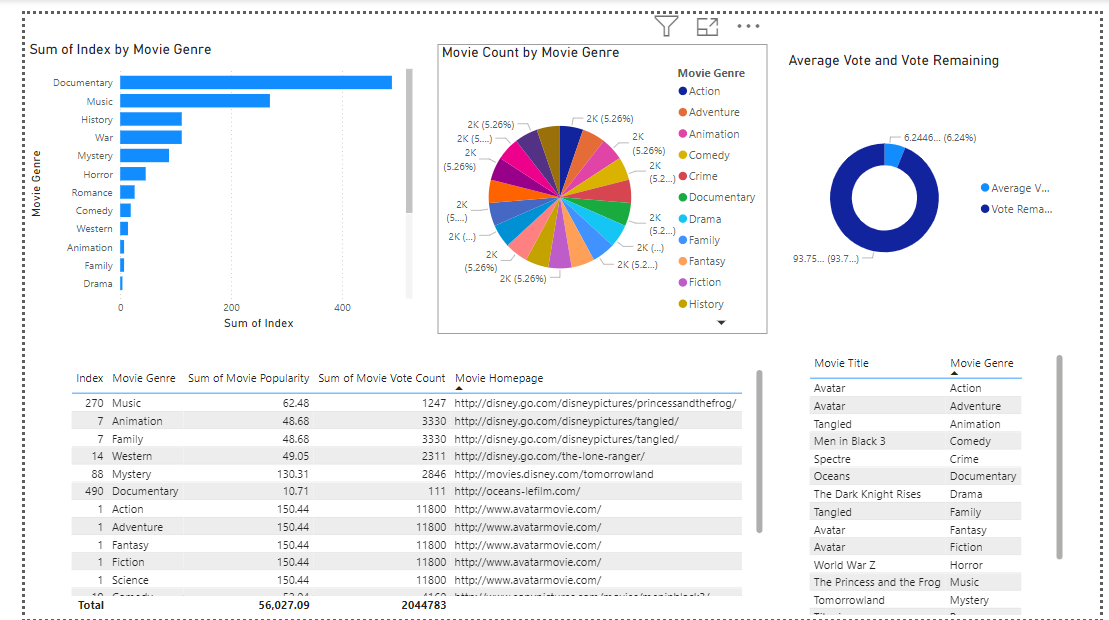 Sum of Index by Movie Genre
Movie Genre
Documentary
Music
History
War
Mystery
Horror
Romance
Comedy
Western
Animation
Family
Drama
0 200 400
Sum of Index
Movie Count by Movie Genre
2K (5.26%)
2K (5.26%)
2K (5....)
2K
(5.26%)
2K
(5.26%)
2K
(5.2...)
2K
(5....)
2K
(5.2...)
2K (...)
2K (...)
2K
(5.26%)
2K (5.2...)
2K (5.26%)
Movie Genre
Action
Adventure
Animation
Comedy
Crime
Documentary
Drama
Family
Fantasy
Fiction
History
Average Vote and Vote Remaining
6.2446... (6.24%)
93.75... (93.7...)
Average V...
Vote Rema...
Index Movie Genre Sum of Movie Popularity Sum of Movie Vote Count Movie Homepage
270 Music 62.48 1247 http://disney.go.com/disneypictures/princessandthefrog/
7 Animation 48.68 3330 http://disney.go.com/disneypictures/tangled/
7 Family 48.68 3330 http://disney.go.com/disneypictures/tangled/
14 Western 49.05 2311 http://disney.go.com/the-lone-ranger/
88 Mystery 130.31 2846 http://movies.disney.com/tomorrowland
490 Documentary 10.71 111 http://oceans-lefilm.com/
1 Action 150.44 11800 http://www.avatarmovie.com/
1 Adventure 150.44 11800 http://www.avatarmovie.com/
1 Fantasy 150.44 11800 http://www.avatarmovie.com/
1 Fiction 150.44 11800 http://www.avatarmovie.com/
1 Science 150.44 11800 http://www.avatarmovie.com/
Total 56,027.09 2044783
Movie Title Movie Genre
Avatar Action
Avatar Adventure
Tangled Animation
Men in Black 3 Comedy
Spectre Crime
Oceans Documentary
The Dark Knight Rises Drama
Tangled Family
Avatar Fantasy
Avatar Fiction
World War Z Horror
The Princess and the Frog Music
Tomorrowland Mystery